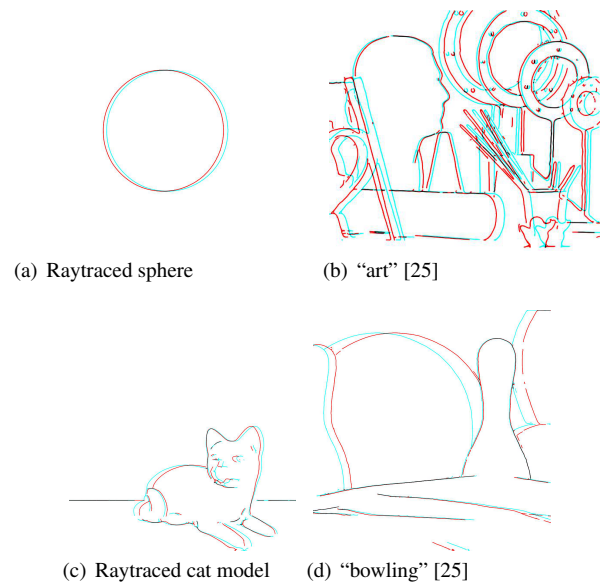 (a) Raytraced sphere
(b) “art” [25]
(c) Raytraced cat model
(d) “bowling” [25]